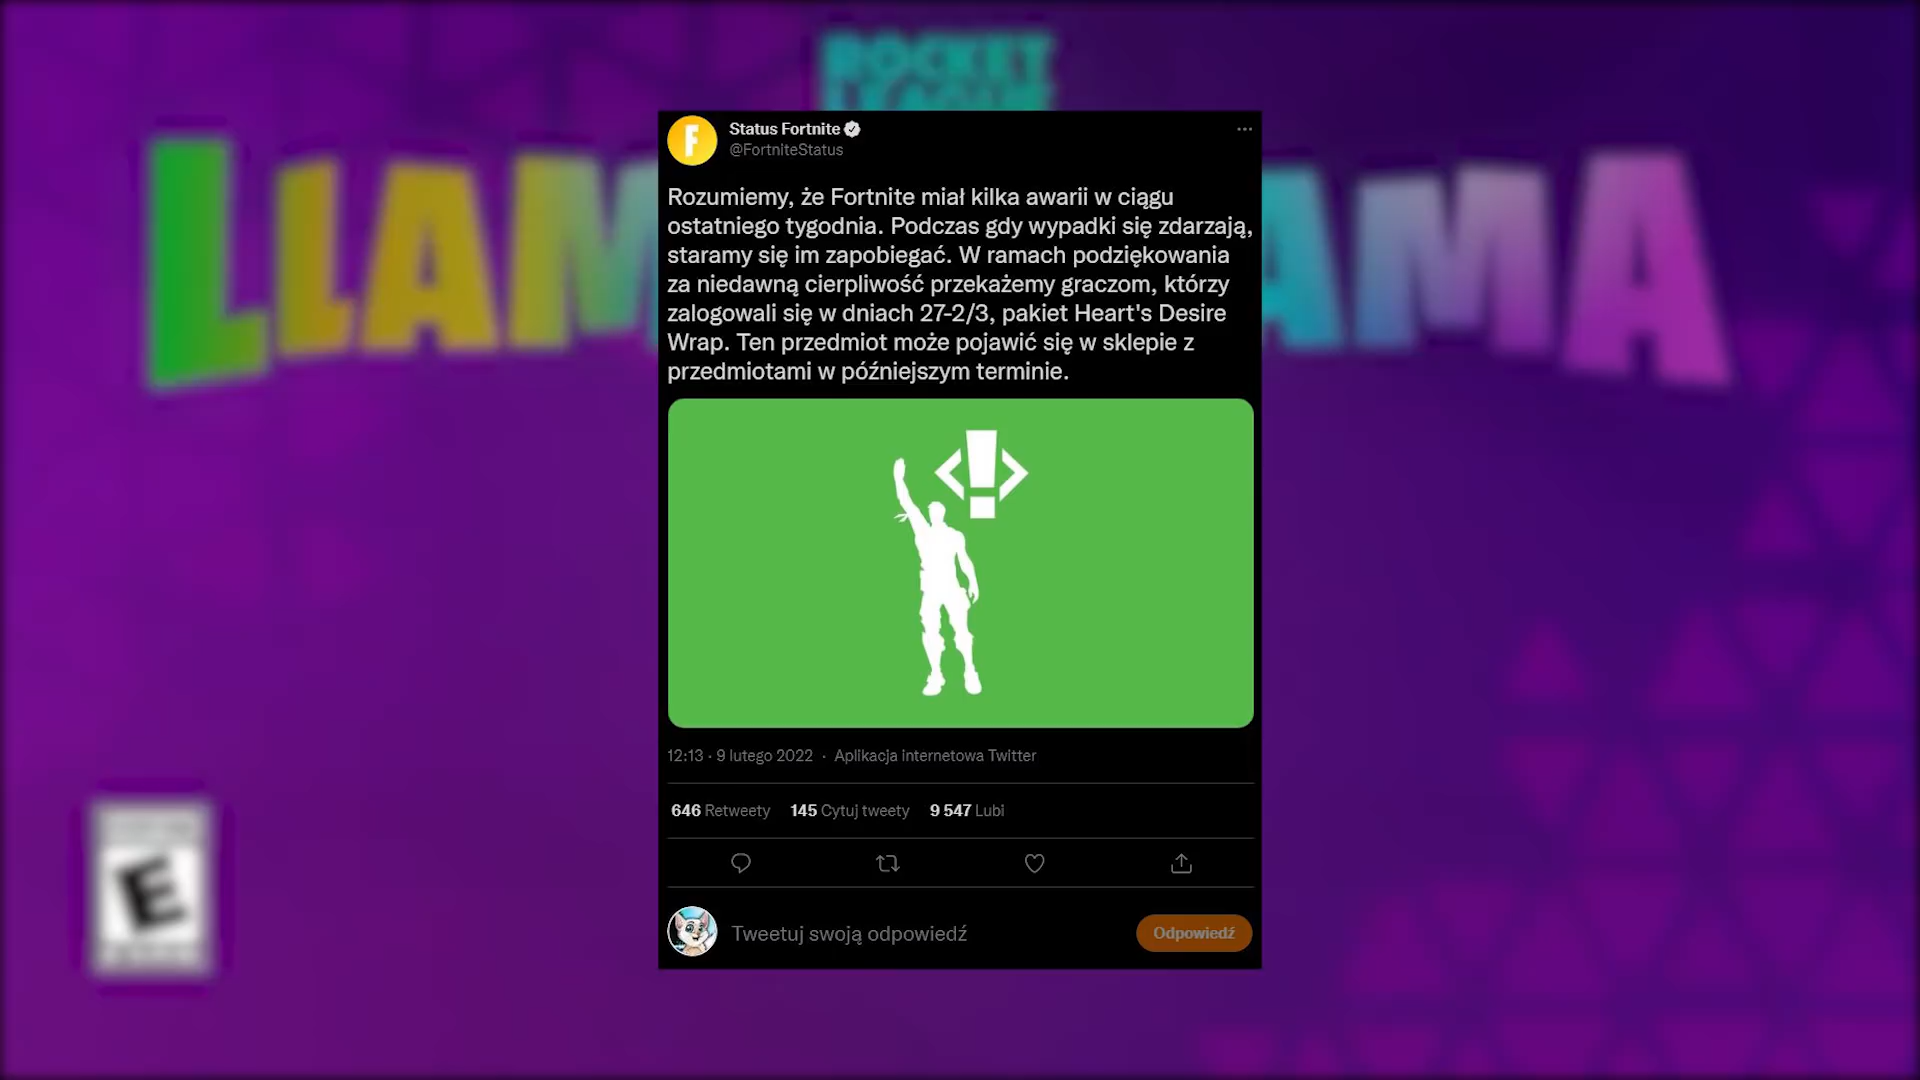 ROCKET
LEAGUE
LLAMA
AMA
F
Status Fortnite
@FortniteStatus
Rozumiemy, że Fortnite miał kilka awarii w ciągu
ostatniego tygodnia. Podczas gdy wypadki się zdarzają,
staramy się im zapobiegać. W ramach podziękowania
za niedawną cierpliwość przekażemy graczom, którzy
zalogowali się w dniach 27-2/3, pakiet Heart's Desire
Wrap. Ten przedmiot może pojawić się w sklepie z
przedmiotami w późniejszym terminie.
<!>
12:13 · 9 lutego 2022 · Aplikacja internetowa Twitter
646 Retweety 145 Cytuj tweety 9 547 Lubi
Tweetuj swoją odpowiedź
Odpowiedź
E